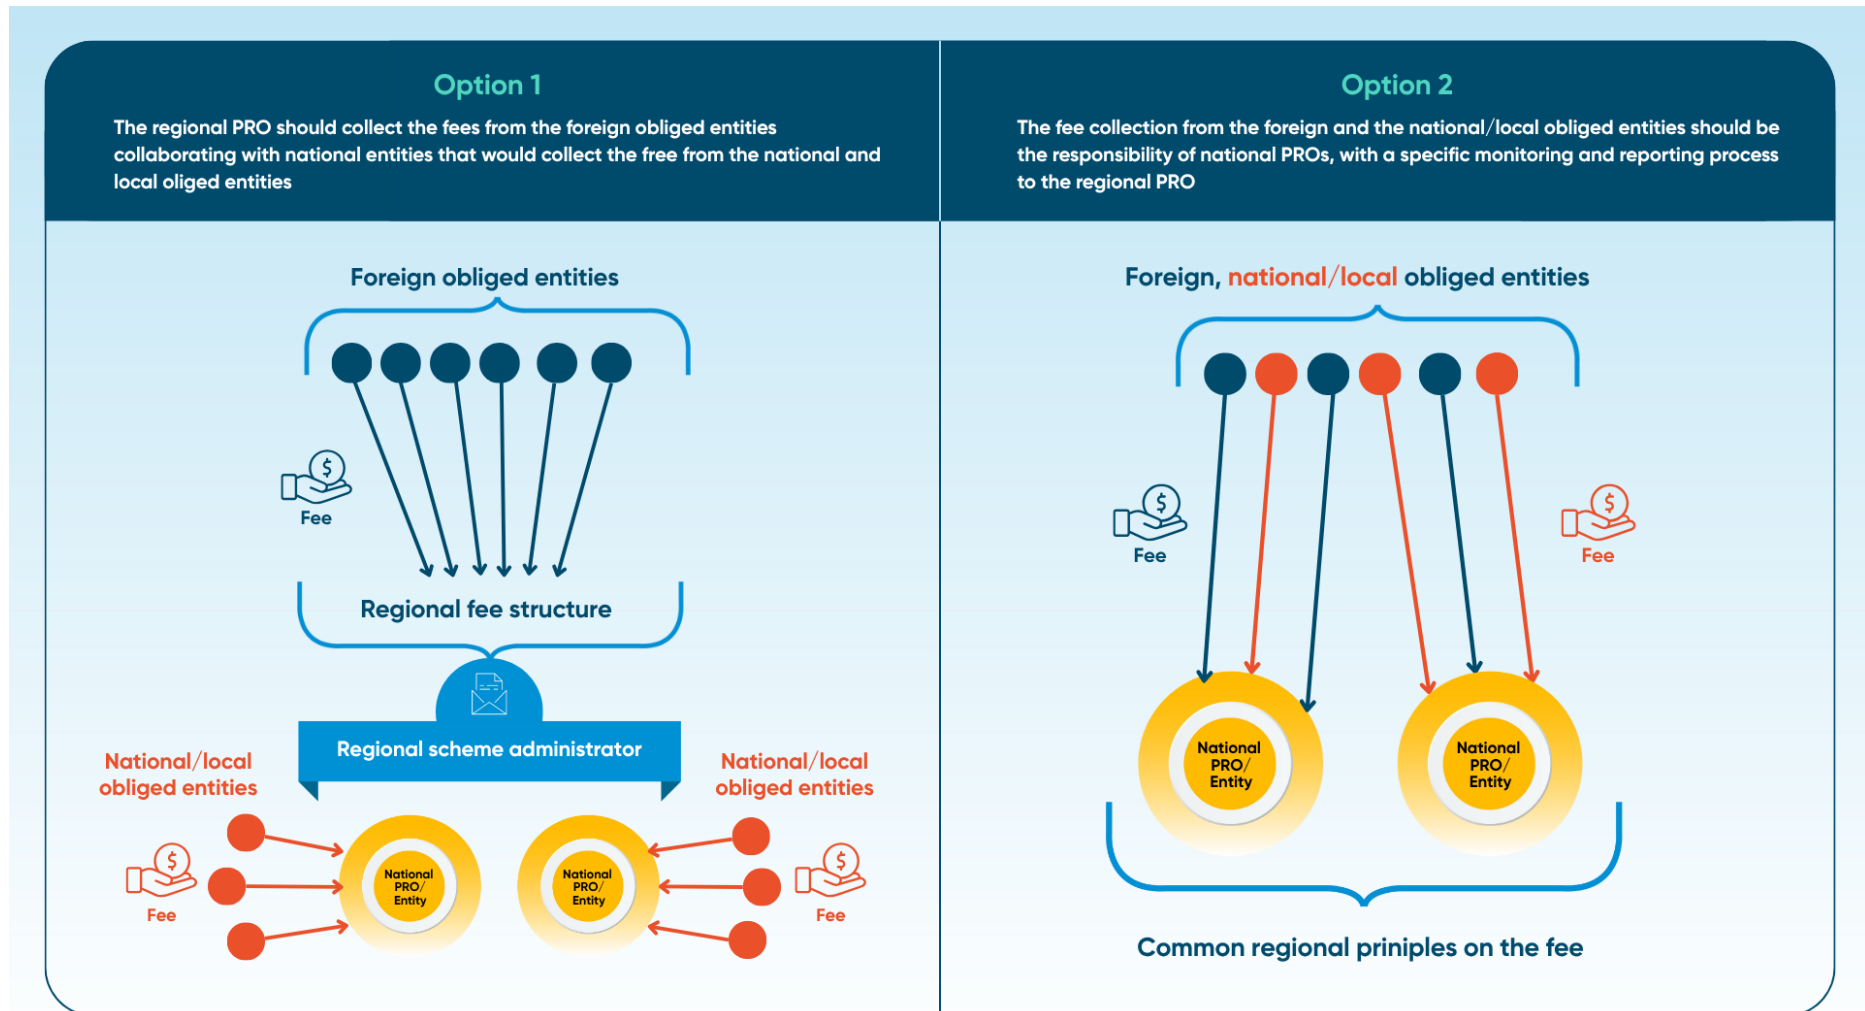 Option 1
The regional PRO should collect the fees from the foreign obliged entities
collaborating with national entities that would collect the free from the national and
local oliged entities
Foreign obliged entities
$
Fee
Regional fee structure
Regional scheme administrator
National/local
obliged entities
$
Fee
National
PRO/
Entity
National
PRO/
Entity
National/local
obliged entities
$
Fee
Option 2
The fee collection from the foreign and the national/local obliged entities should be
the responsibility of national PROs, with a specific monitoring and reporting process
to the regional PRO
Foreign, national/local obliged entities
$
Fee
$
Fee
National
PRO/
Entity
National
PRO/
Entity
Common regional priniples on the fee